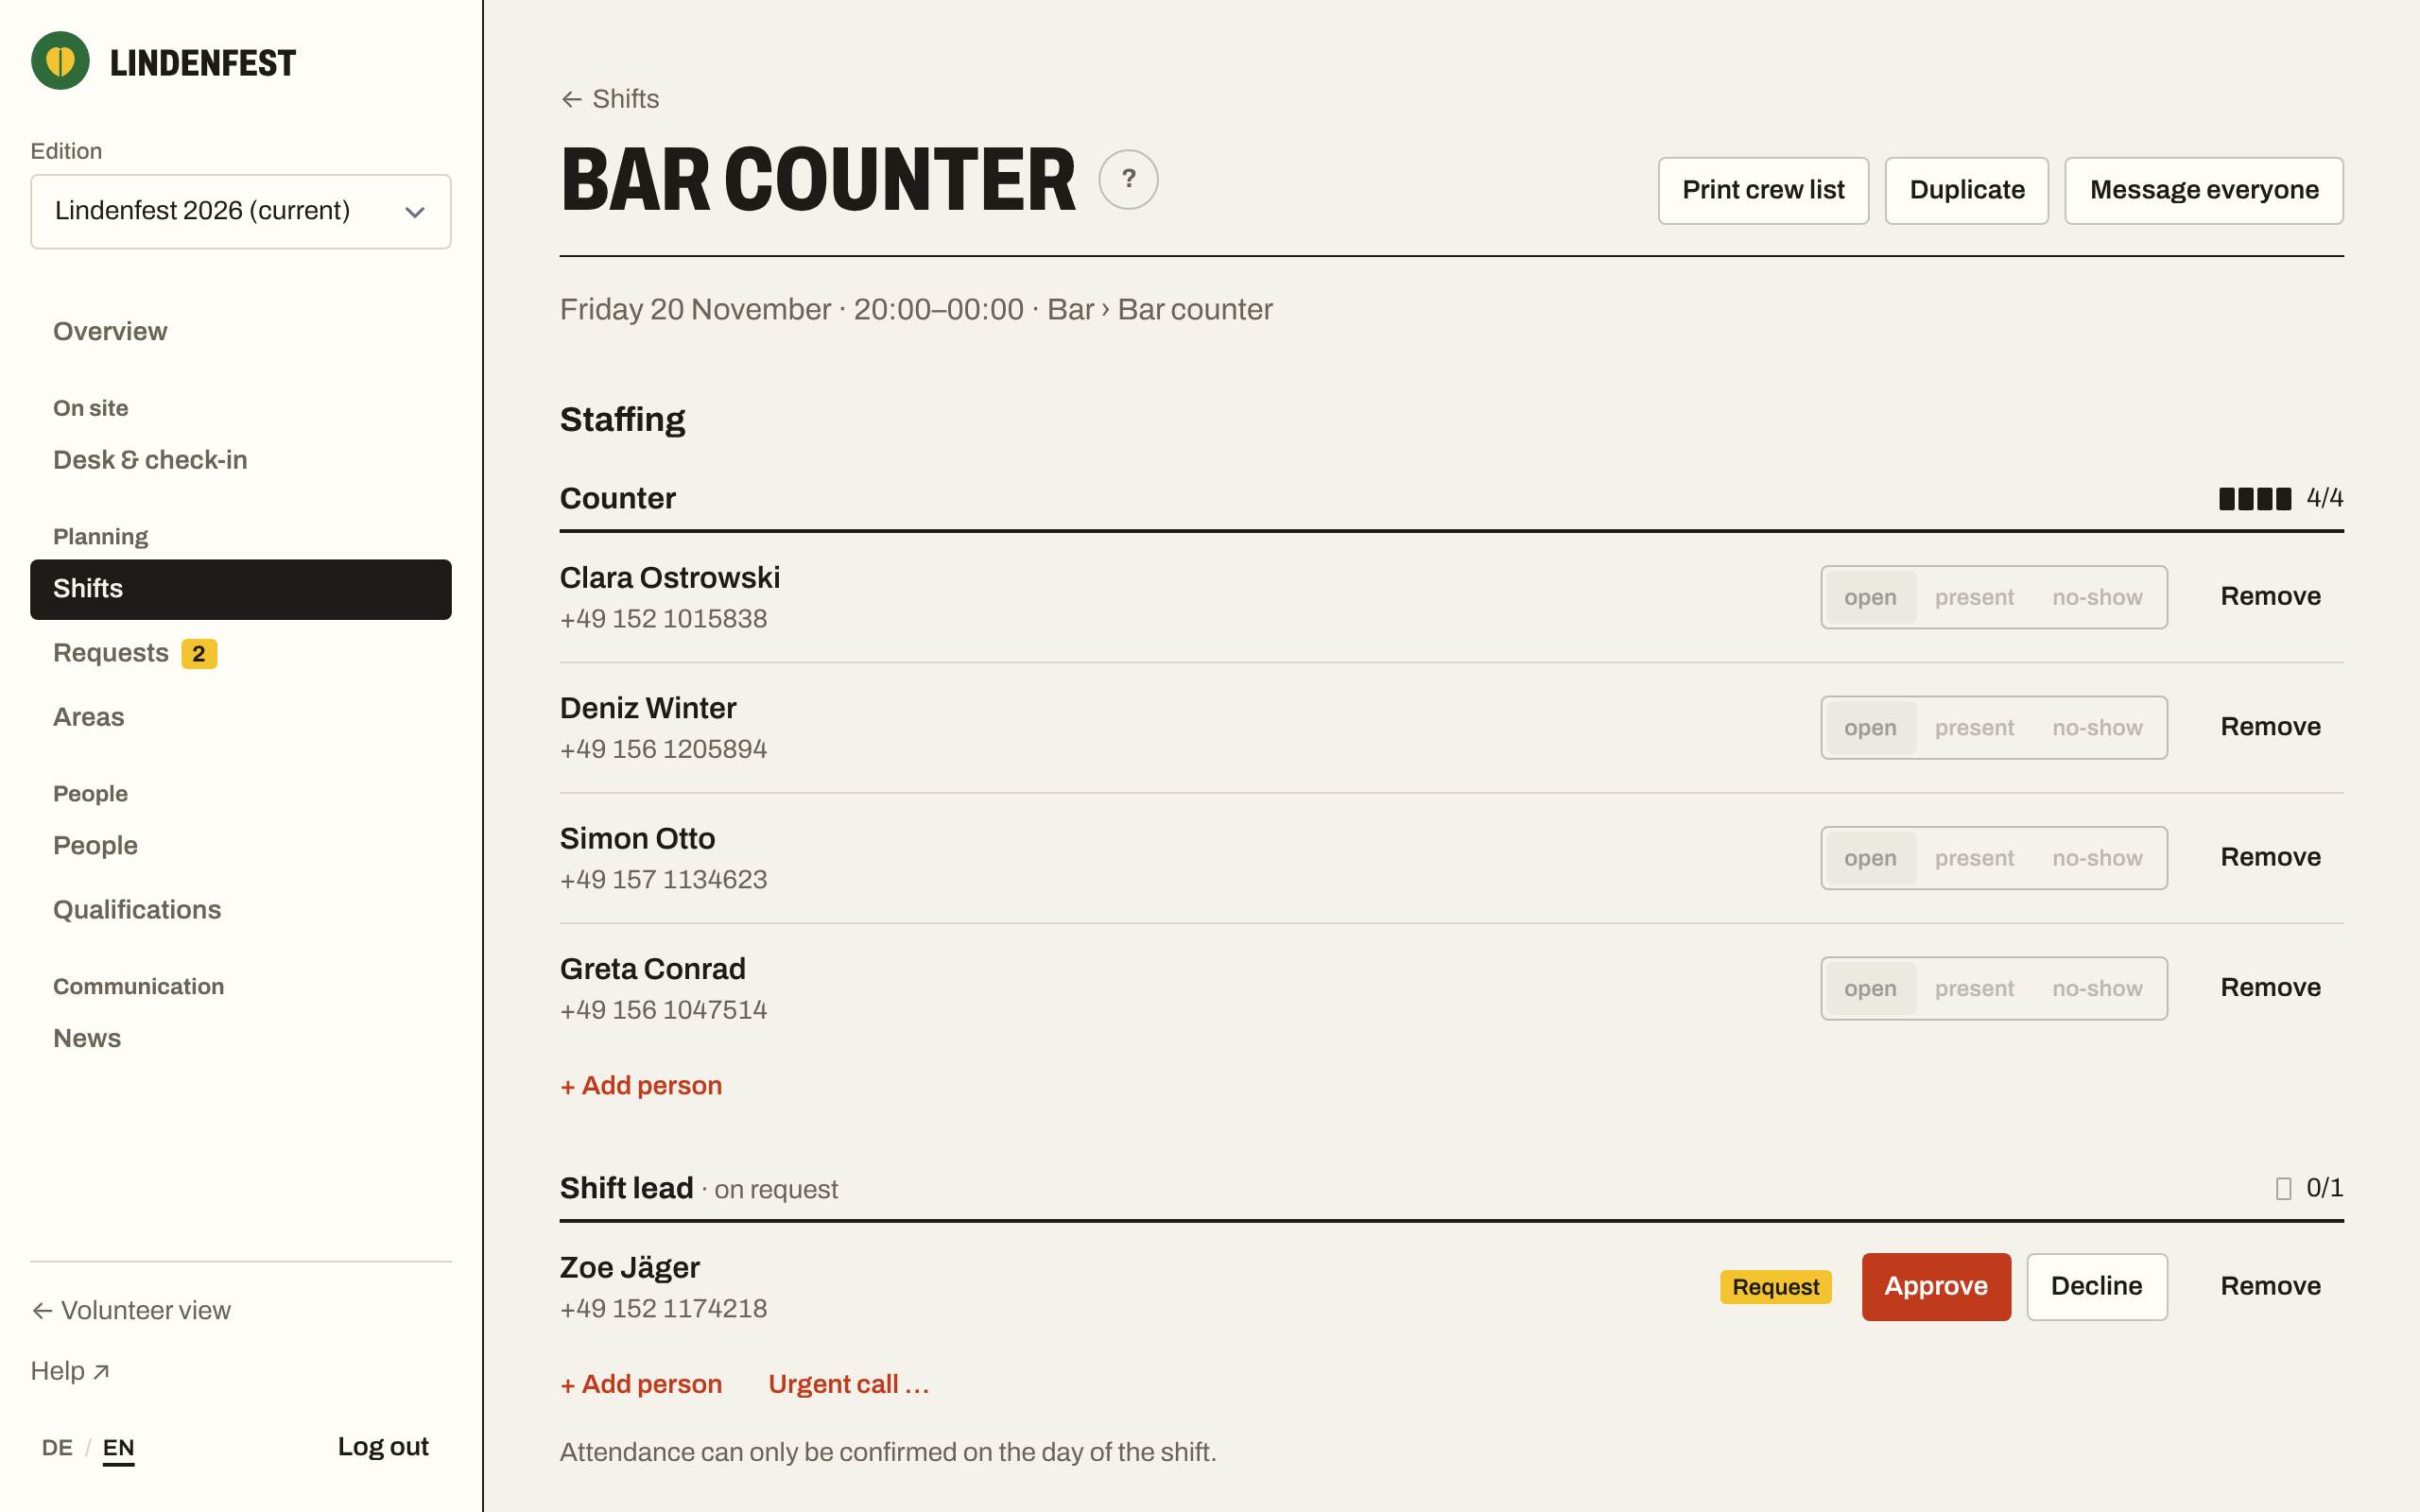 LINDENFEST
Edition
Lindenfest 2026 (current)
Overview
On site
Desk & check-in
Planning
Shifts
Requests 2
Areas
People
People
Qualifications
Communication
News
← Volunteer view
Help ↗
DE / EN
Log out
← Shifts
BAR COUNTER ?
Print crew list
Duplicate
Message everyone
Friday 20 November · 20:00–00:00 · Bar › Bar counter
Staffing
Counter 4/4
Clara Ostrowski
+49 152 1015838
open present no-show Remove
Deniz Winter
+49 156 1205894
open present no-show Remove
Simon Otto
+49 157 1134623
open present no-show Remove
Greta Conrad
+49 156 1047514
open present no-show Remove
+ Add person
Shift lead · on request 0/1
Zoe Jäger
+49 152 1174218
Request Approve Decline Remove
+ Add person Urgent call …
Attendance can only be confirmed on the day of the shift.